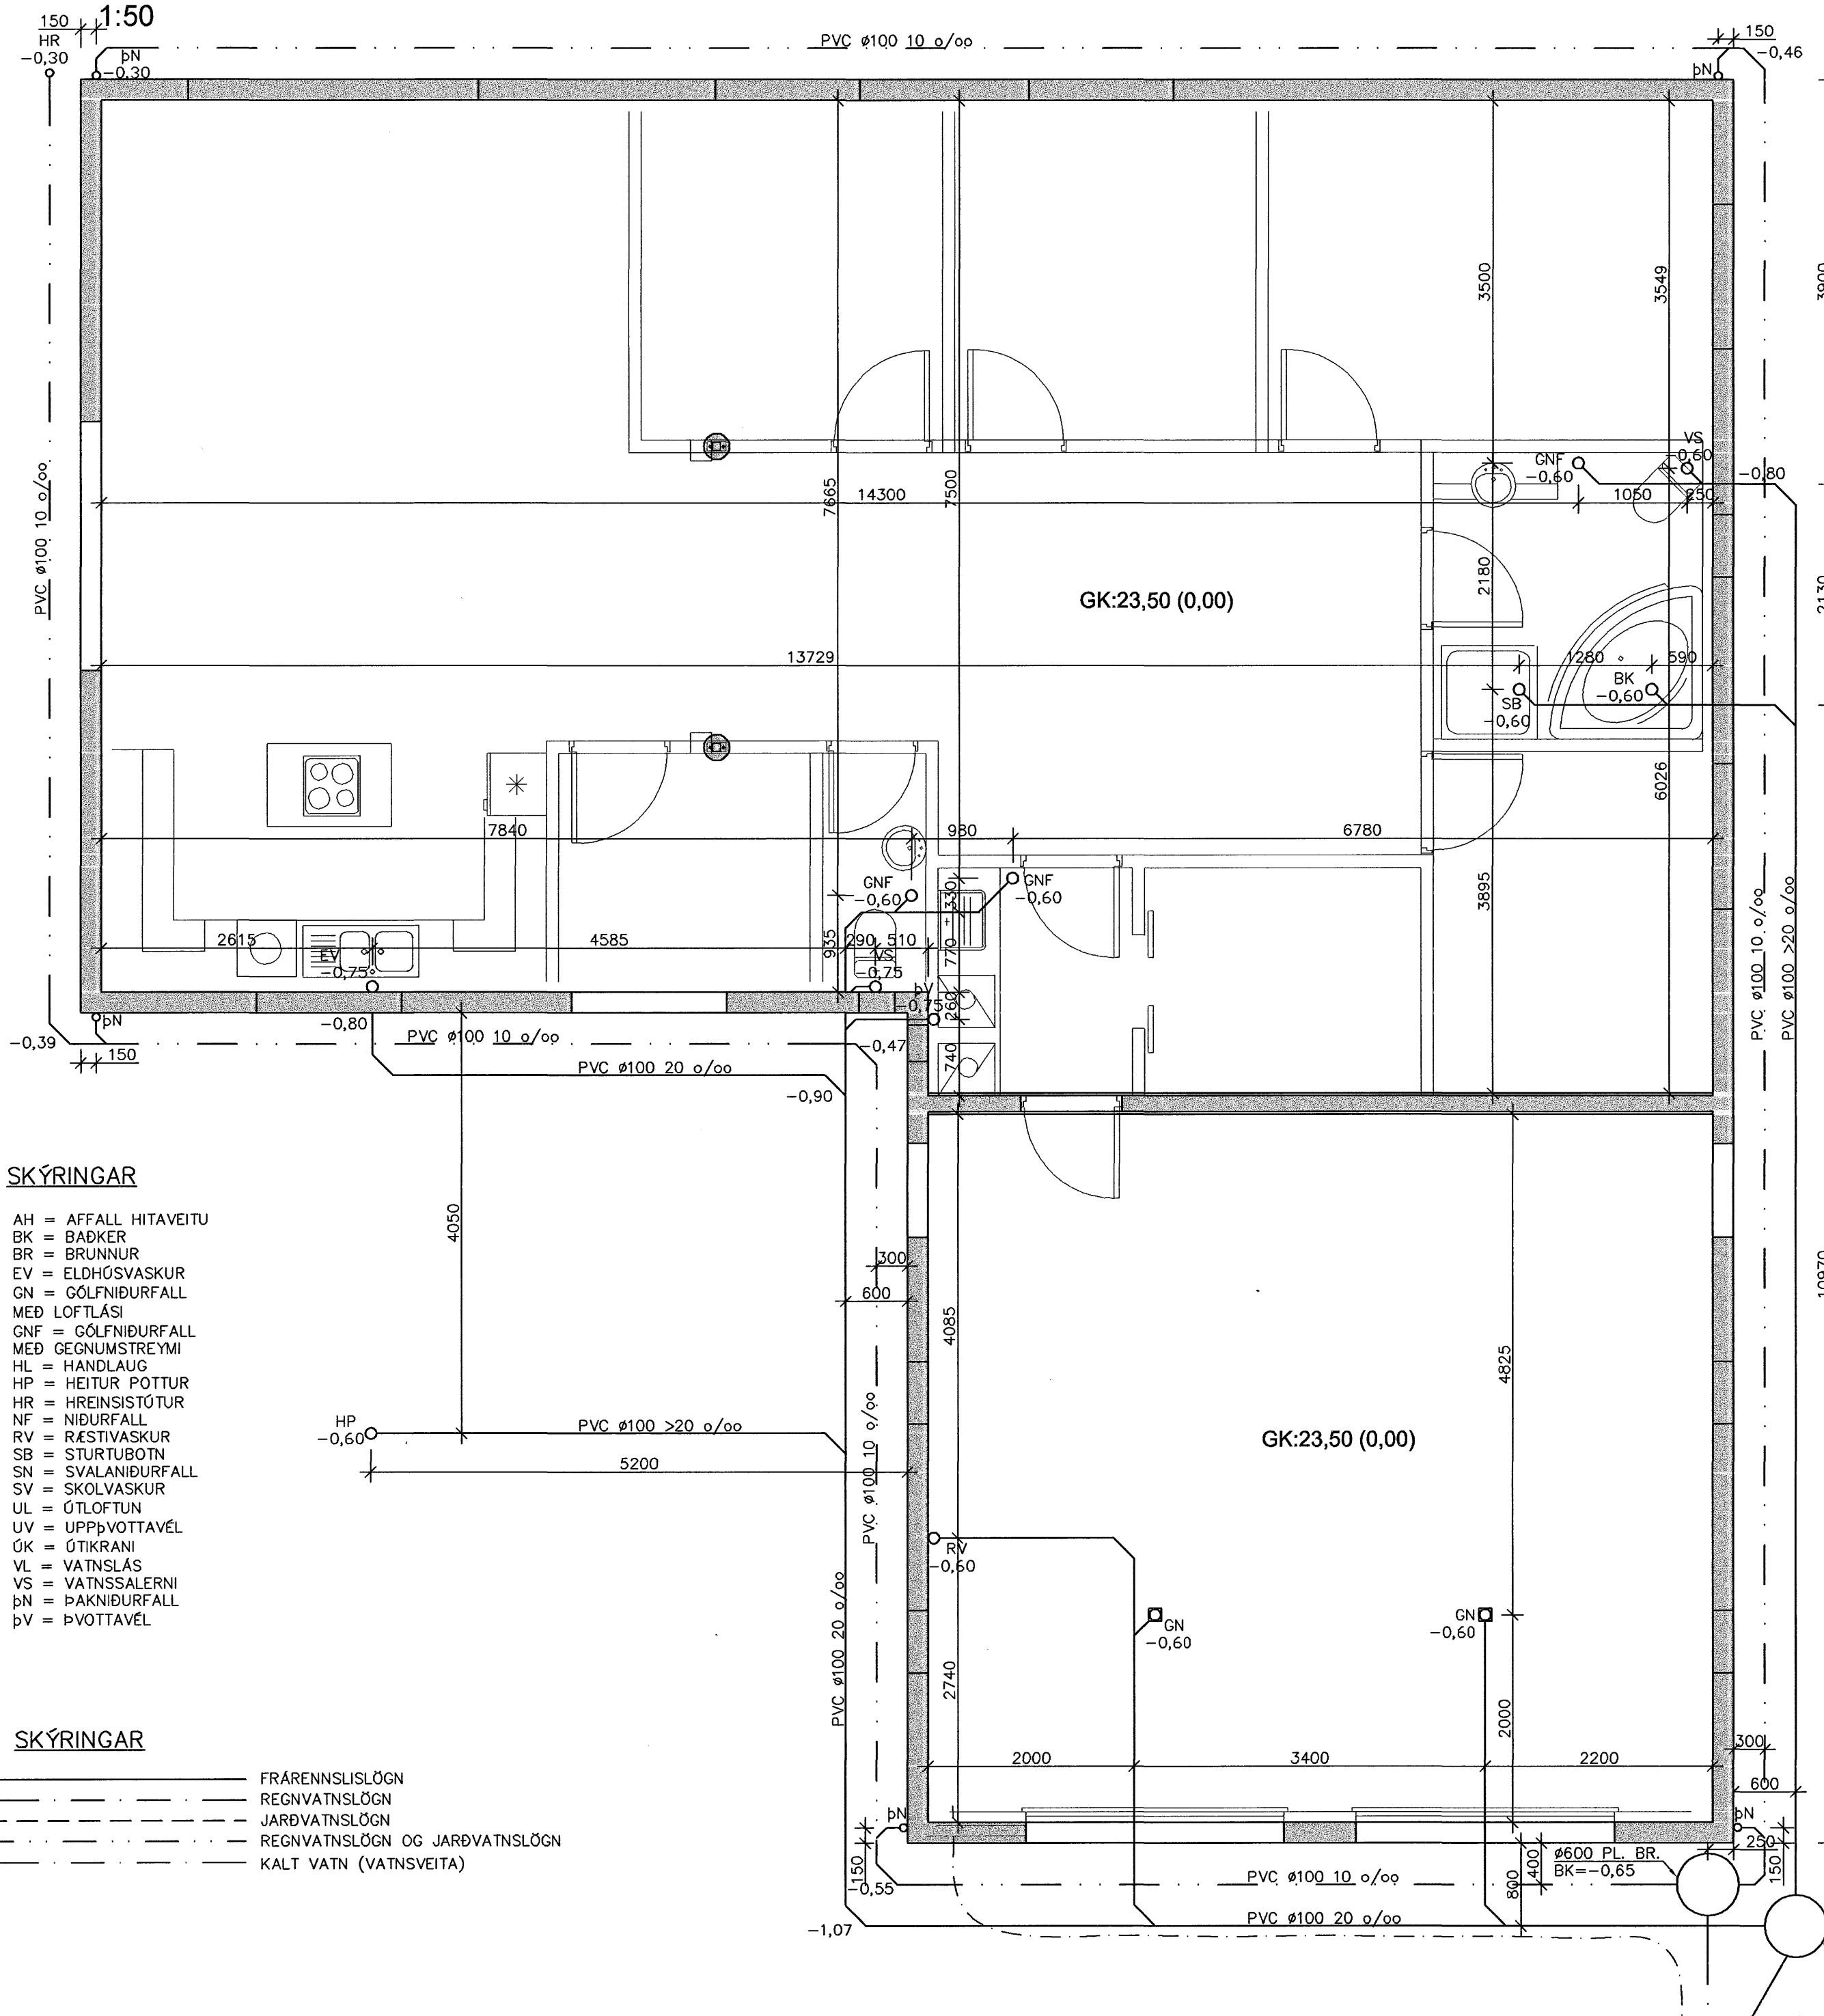 1:50
150
HR
-0,30
þN
-0,30
PVC ø100 10 o/oo
150
-0,46
þN
3900
3500
3549
PVC ø100 10 o/oo
7665
14300
7500
GNF
-0,60
VS
-0,60
-0,80
1050
250
2180
2130
GK:23,50 (0,00)
13729
1280
590
BK
-0,60
SB
-0,60
6026
7840
980
6780
GNF
-0,60
GNF
-0,60
330
3895
2615
4585
935
290
510
770
EV
-0,75
VS
-0,75
þV
-0,75
260
740
PVC ø100 10 o/oo
PVC ø100 >20 o/oo
þN
-0,39
150
-0,80
PVC ø100 10 o/oo
-0,47
PVC ø100 20 o/oo
-0,90
SKÝRINGAR
AH = AFFALL HITAVEITU
BK = BAÐKER
BR = BRUNNUR
EV = ELDHÚSVASKUR
GN = GÓLFNIÐURFALL
MEÐ LOFTLÁSI
GNF = GÓLFNIÐURFALL
MEÐ GEGNUMSTREYMI
HL = HANDLAUG
HP = HEITUR POTTUR
HR = HREINSISTÚTUR
NF = NIÐURFALL
RV = RÆSTIVASKUR
SB = STURTUBOTN
SN = SVALANIÐURFALL
SV = SKOLVASKUR
UL = ÚTLOFTUN
UV = UPPþVOTTAVÉL
ÚK = ÚTIKRANI
VL = VATNSLÁS
VS = VATNSSALERNI
þN = ÞAKNIÐURFALL
þV = ÞVOTTAVÉL
4050
300
600
4085
4825
10970
HP
-0,60
PVC ø100 >20 o/oo
5200
PVC ø100 10 o/oo
PVC ø100 20 o/oo
GK:23,50 (0,00)
RV
-0,60
GN
-0,60
GN
-0,60
2740
2000
2000
3400
2200
300
600
SKÝRINGAR
FRÁRENNSLISLÖGN
REGNVATNSLÖGN
JARÐVATNSLÖGN
REGNVATNSLÖGN OG JARÐVATNSLÖGN
KALT VATN (VATNSVEITA)
þN
þN
150
-0,55
PVC ø100 10 o/oo
800
400
ø600 PL. BR.
BK=-0,65
250
150
-1,07
PVC ø100 20 o/oo